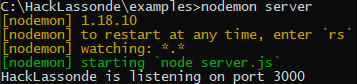 C:\HackLassonde\examples>nodemon server
[nodemon] 1.18.10
[nodemon] to restart at any time, enter `rs`
[nodemon] watching: *.*
[nodemon] starting `node server.js`
HackLassonde is listening on port 3000